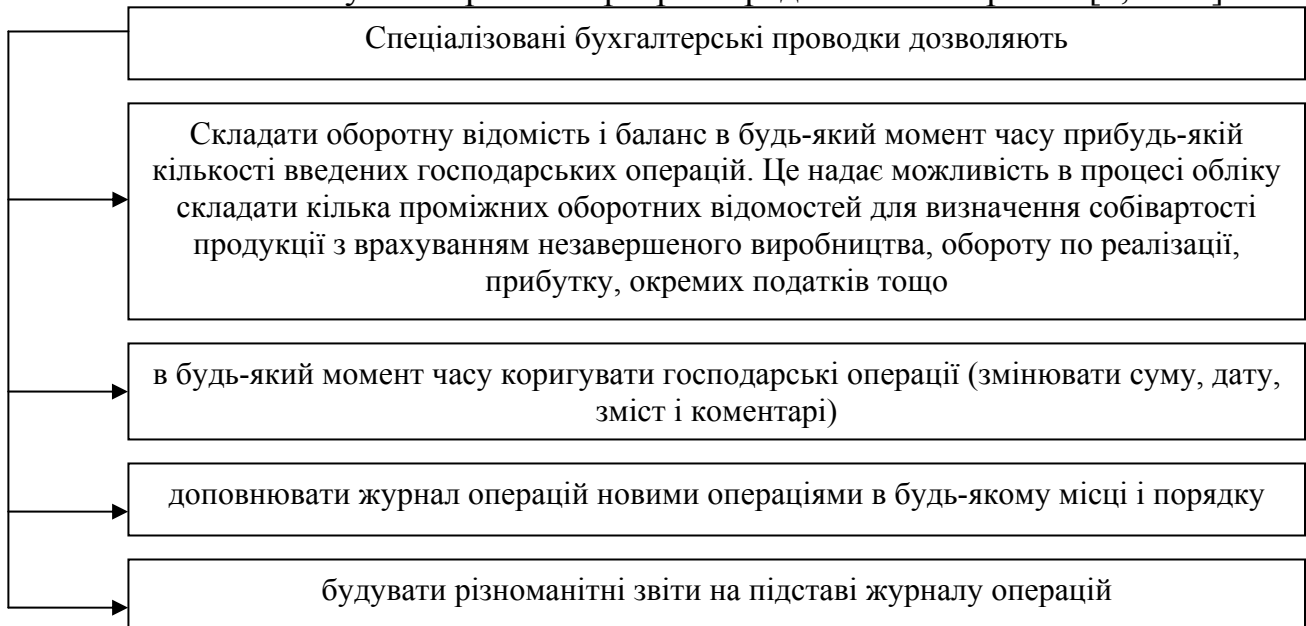 Спеціалізовані бухгалтерські проводки дозволяють
Складати оборотну відомість і баланс в будь-який момент часу прибудь-якій
кількості введених господарських операцій. Це надає можливість в процесі обліку
складати кілька проміжних оборотних відомостей для визначення собівартості
продукції з врахуванням незавершеного виробництва, обороту по реалізації,
прибутку, окремих податків тощо
в будь-який момент часу коригувати господарські операції (змінювати суму, дату,
зміст і коментарі)
доповнювати журнал операцій новими операціями в будь-якому місці і порядку
будувати різноманітні звіти на підставі журналу операцій